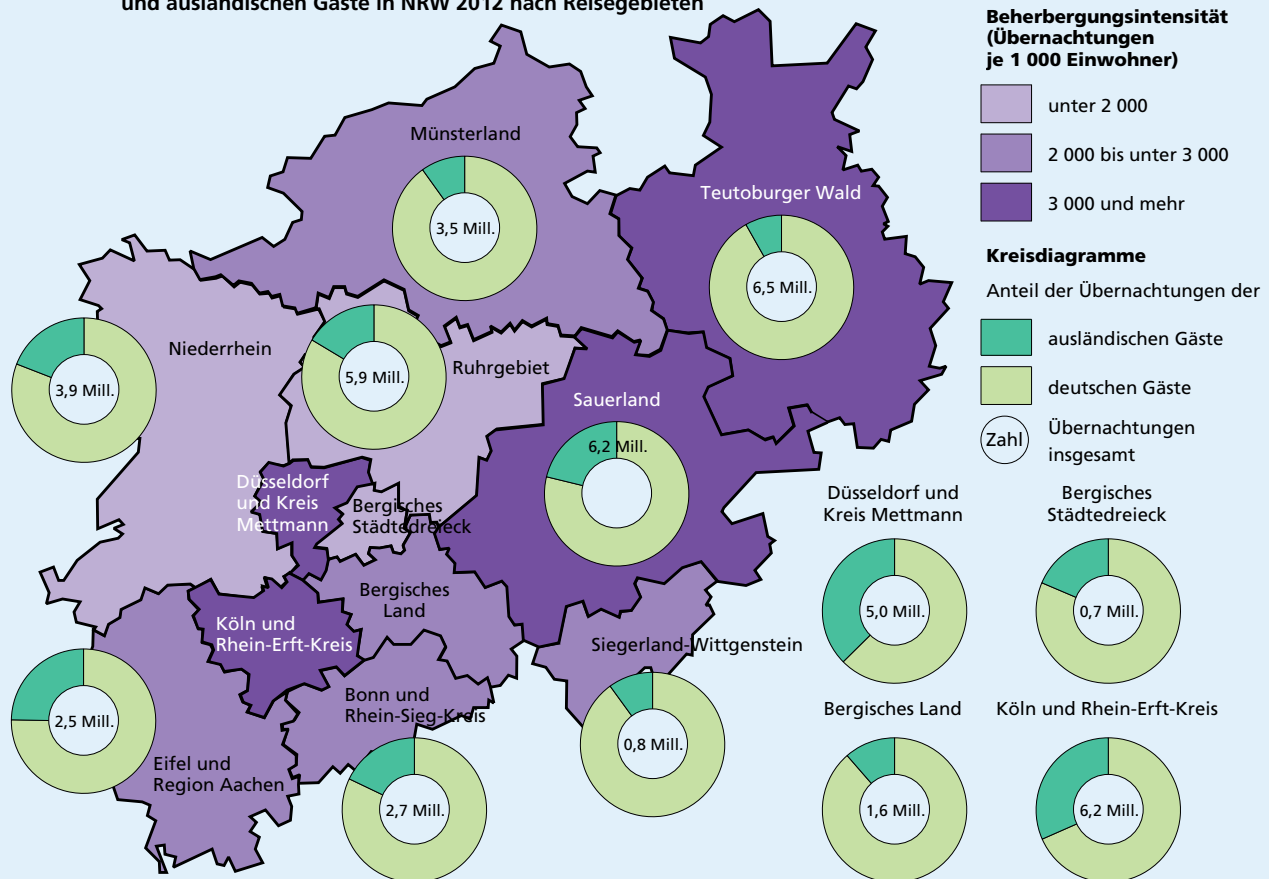 und ausländischen Gäste in NRW 2012 nach Reisegebieten
Beherbergungsintensität
(Übernachtungen
je 1 000 Einwohner)
unter 2 000
2 000 bis unter 3 000
3 000 und mehr
Kreisdiagramme
Anteil der Übernachtungen der
ausländischen Gäste
deutschen Gäste
Zahl
Übernachtungen
insgesamt
Münsterland
3,5 Mill.
Teutoburger Wald
6,5 Mill.
Niederrhein
3,9 Mill.
5,9 Mill.
Ruhrgebiet
Sauerland
6,2 Mill.
Düsseldorf
und Kreis
Mettmann
Bergisches
Städtedreieck
Bergisches
Land
Köln und
Rhein-Erft-Kreis
Siegerland-Wittgenstein
0,8 Mill.
Bonn und
Rhein-Sieg-Kreis
2,7 Mill.
2,5 Mill.
Eifel und
Region Aachen
Düsseldorf und
Kreis Mettmann
5,0 Mill.
Bergisches
Städtedreieck
0,7 Mill.
Bergisches Land
1,6 Mill.
Köln und Rhein-Erft-Kreis
6,2 Mill.